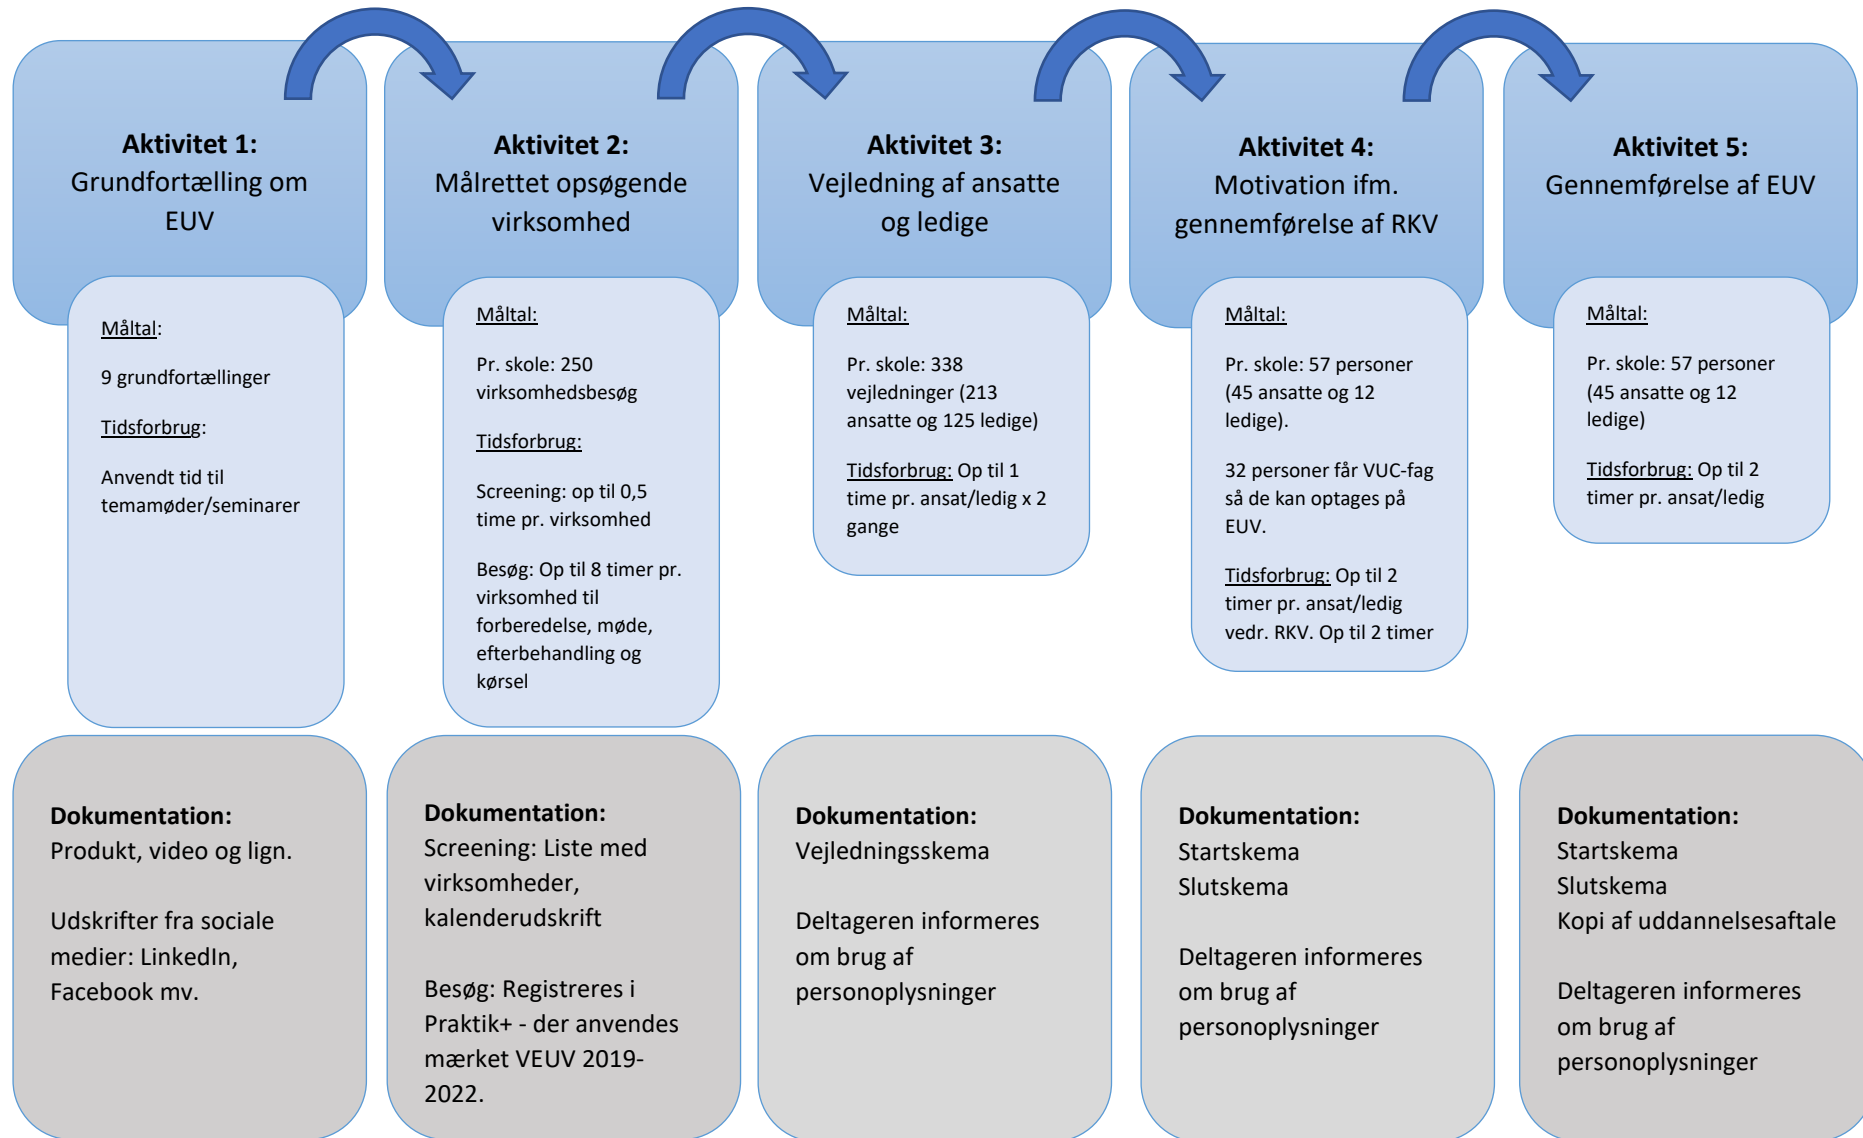 Aktivitet 1:
Grundfortælling om
EUV
Måltal:
9 grundfortællinger
Tidsforbrug:
Anvendt tid til
temamøder/seminarer
Dokumentation:
Produkt, video og lign.
Udskrifter fra sociale
medier: LinkedIn,
Facebook mv.
Aktivitet 2:
Målrettet opsøgende
virksomhed
Måltal:
Pr. skole: 250
virksomhedsbesøg
Tidsforbrug:
Screening: op til 0,5
time pr. virksomhed
Besøg: Op til 8 timer pr.
virksomhed til
forberedelse, møde,
efterbehandling og
kørsel
Dokumentation:
Screening: Liste med
virksomheder,
kalenderudskrift
Besøg: Registreres i
Praktik+ - der anvendes
mærket VEUV 2019-
2022.
Aktivitet 3:
Vejledning af ansatte
og ledige
Måltal:
Pr. skole: 338
vejledninger (213
ansatte og 125 ledige)
Tidsforbrug: Op til 1
time pr. ansat/ledig x 2
gange
Dokumentation:
Vejledningsskema
Deltageren informeres
om brug af
personoplysninger
Aktivitet 4:
Motivation ifm.
gennemførelse af RKV
Måltal:
Pr. skole: 57 personer
(45 ansatte og 12
ledige).
32 personer får VUC-fag
så de kan optages på
EUV.
Tidsforbrug: Op til 2
timer pr. ansat/ledig
vedr. RKV. Op til 2 timer
Dokumentation:
Startskema
Slutskema
Deltageren informeres
om brug af
personoplysninger
Aktivitet 5:
Gennemførelse af EUV
Måltal:
Pr. skole: 57 personer
(45 ansatte og 12
ledige)
Tidsforbrug: Op til 2
timer pr. ansat/ledig
Dokumentation:
Startskema
Slutskema
Kopi af uddannelsesaftale
Deltageren informeres
om brug af
personoplysninger